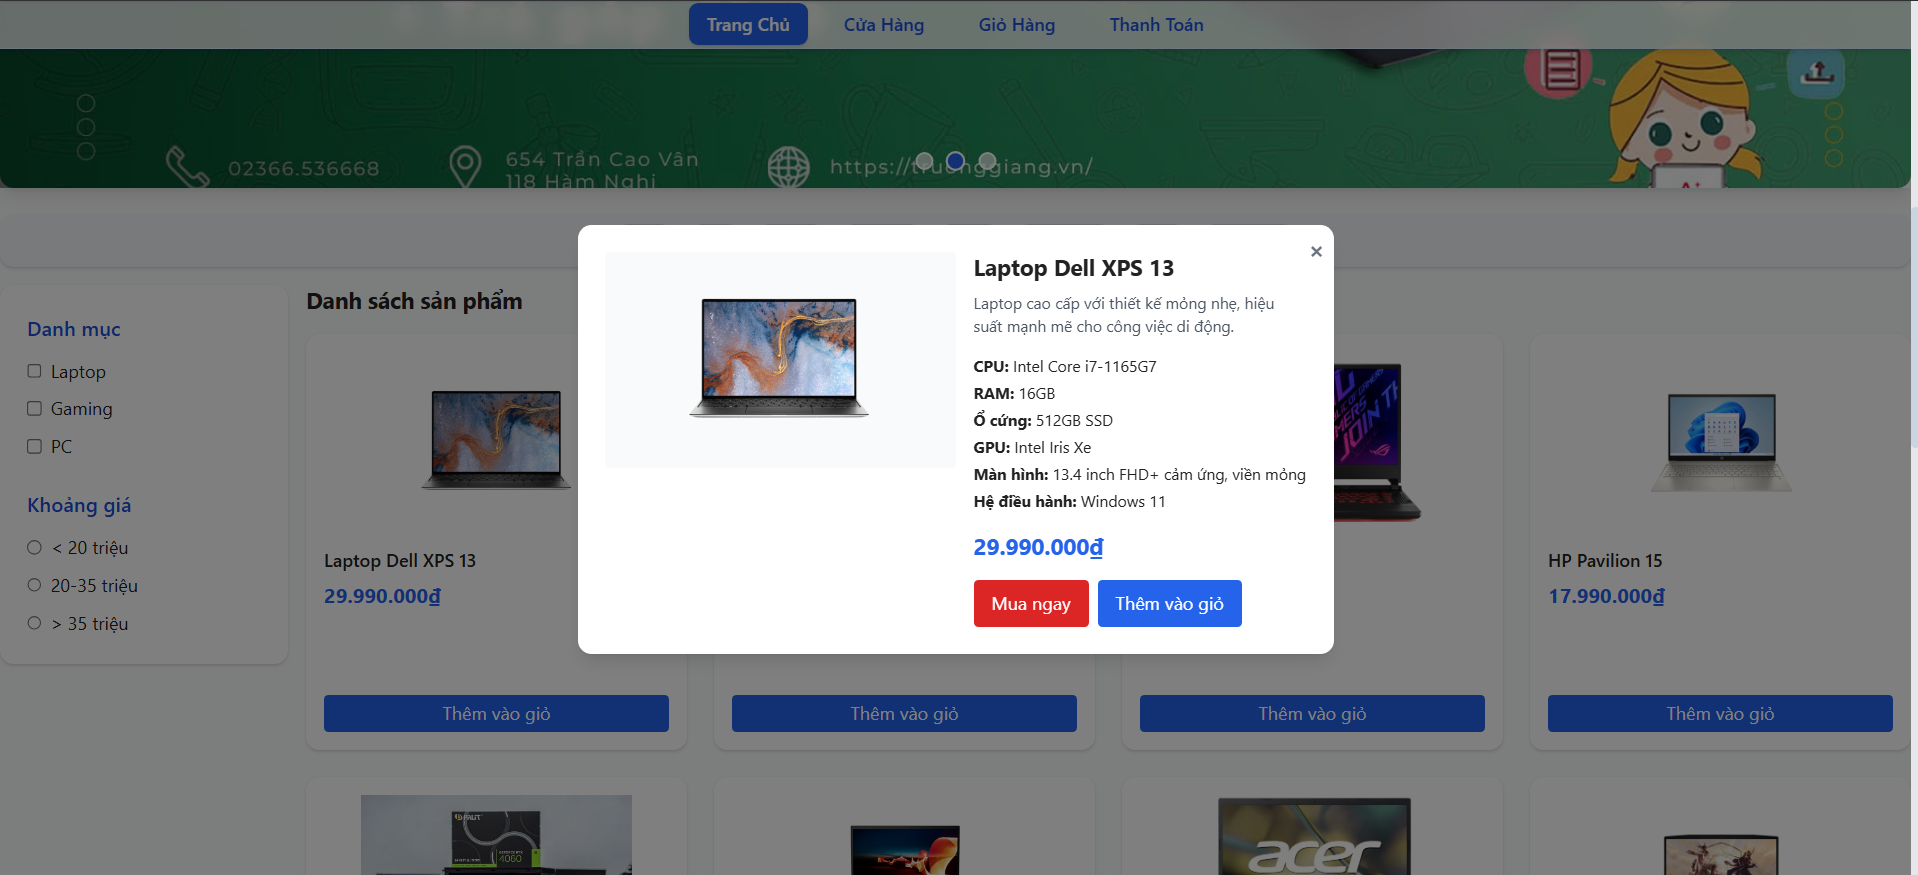 Trang Chủ
Cửa Hàng
Giỏ Hàng
Thanh Toán
02366.536668
654 Trần Cao Vân
118 Hàm Nghi
https://truonggiang.vn/
A+
Danh mục
Laptop
Gaming
PC
Khoảng giá
< 20 triệu
20-35 triệu
> 35 triệu
Danh sách sản phẩm
Laptop Dell XPS 13
29.990.000₫
Thêm vào giỏ
Thêm vào giỏ
Thêm vào giỏ
HP Pavilion 15
17.990.000₫
Thêm vào giỏ
×
Laptop Dell XPS 13
Laptop cao cấp với thiết kế mỏng nhẹ, hiệu
suất mạnh mẽ cho công việc di động.
CPU: Intel Core i7-1165G7
RAM: 16GB
Ổ cứng: 512GB SSD
GPU: Intel Iris Xe
Màn hình: 13.4 inch FHD+ cảm ứng, viền mỏng
Hệ điều hành: Windows 11
29.990.000₫
Mua ngay
Thêm vào giỏ
JOIN TH
PALIT
4060
acer